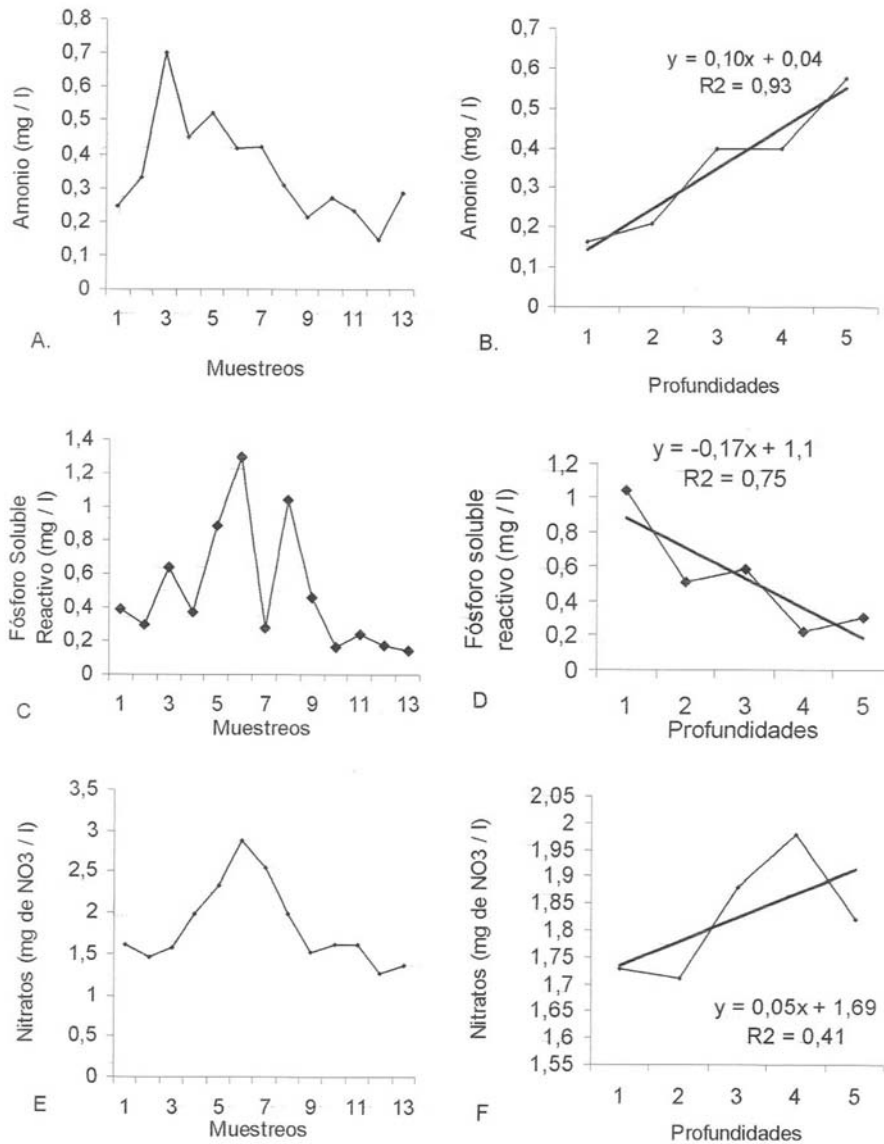 0,8
0,7
0,6
0,5
0,4
0,3
0,2
0,1
0
Amonio (mg / l)
1 3 5 7 9 11 13
A.
Muestreos
0,7
0,6
0,5
0,4
0,3
0,2
0,1
0
Amonio (mg / l)
y = 0,10x + 0,04
R2 = 0,93
1 2 3 4 5
B.
Profundidades
1,4
1,2
1
0,8
0,6
0,4
0,2
0
Fósforo Soluble
Reactivo (mg / l)
1 3 5 7 9 11 13
C
Muestreos
1,2
1
0,8
0,6
0,4
0,2
0
Fósforo soluble
reactivo (mg / l)
y = -0,17x + 1,1
R2 = 0,75
1 2 3 4 5
D
Profundidades
3,5
3
2,5
2
1,5
1
0,5
0
Nitratos (mg de NO3 / l)
1 3 5 7 9 11 13
E
Muestreos
2,05
2
1,95
1,9
1,85
1,8
1,75
1,7
1,65
1,6
1,55
Nitratos (mg de NO3 / l)
y = 0,05x + 1,69
R2 = 0,41
1 2 3 4 5
F
Profundidades